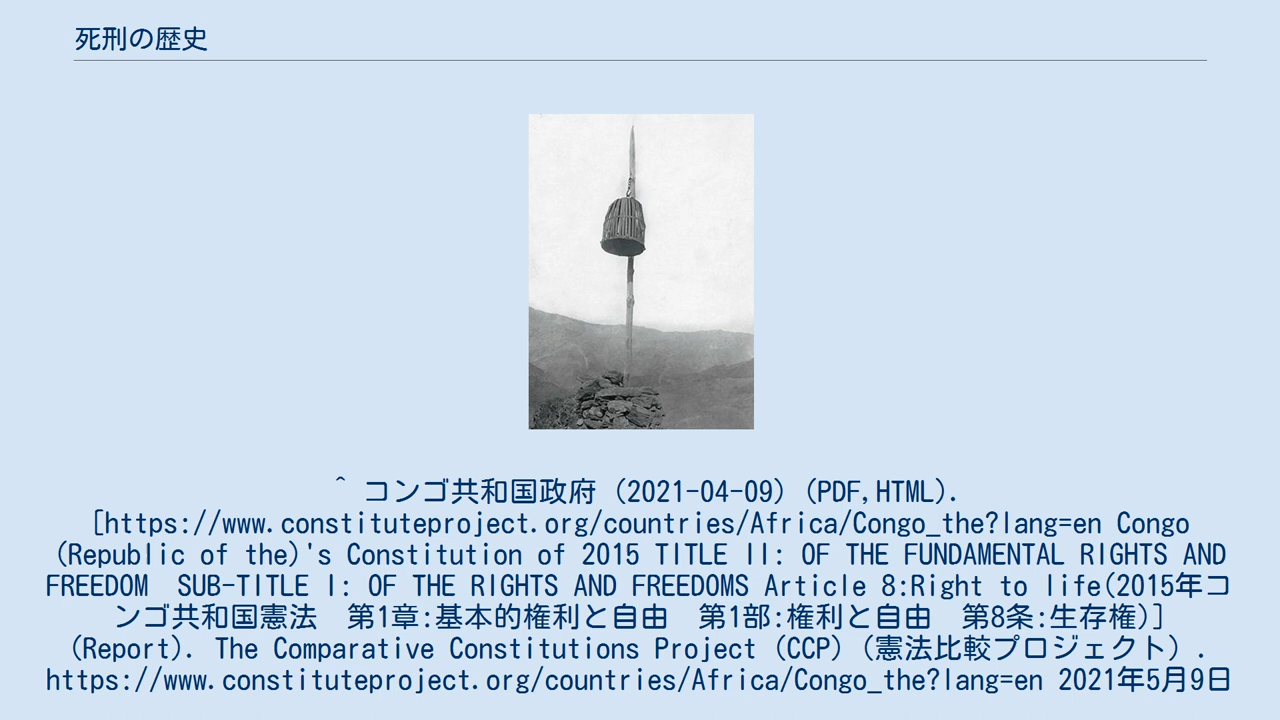 死刑の歴史
^ コンゴ共和国政府 (2021-04-09) (PDF,HTML).
[https://www.constituteproject.org/countries/Africa/Congo_the?lang=en Congo
(Republic of the)'s Constitution of 2015 TITLE II: OF THE FUNDAMENTAL RIGHTS AND
FREEDOM  SUB-TITLE I: OF THE RIGHTS AND FREEDOMS Article 8:Right to life(2015年コ
ンゴ共和国憲法　第1章:基本的権利と自由　第1部:権利と自由　第8条:生存権)]
(Report). The Comparative Constitutions Project (CCP) (憲法比較プロジェクト) .
https://www.constituteproject.org/countries/Africa/Congo_the?lang=en 2021年5月9日